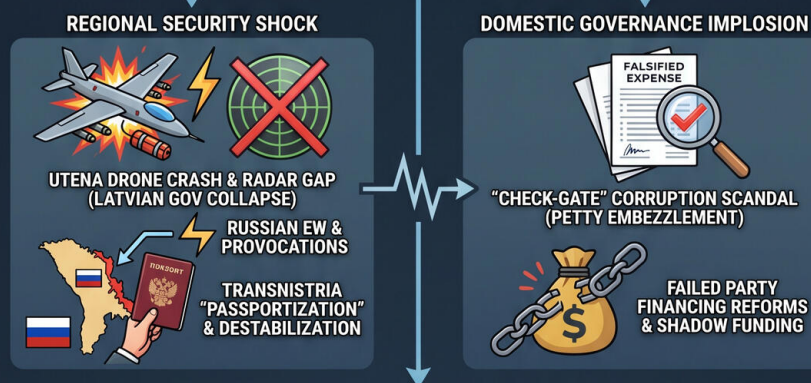 REGIONAL SECURITY SHOCK
UTENA DRONE CRASH & RADAR GAP
(LATVIAN GOV COLLAPSE)
RUSSIAN EW &
PROVOCATIONS
ПОКЗОНТ
TRANSNISTRIA
"PASSPORTIZATION"
& DESTABILIZATION
DOMESTIC GOVERNANCE IMPLOSION
FALSIFIED
EXPENSE
"CHECK-GATE" CORRUPTION SCANDAL
(PETTY EMBEZZLEMENT)
$
FAILED PARTY
FINANCING REFORMS
& SHADOW FUNDING